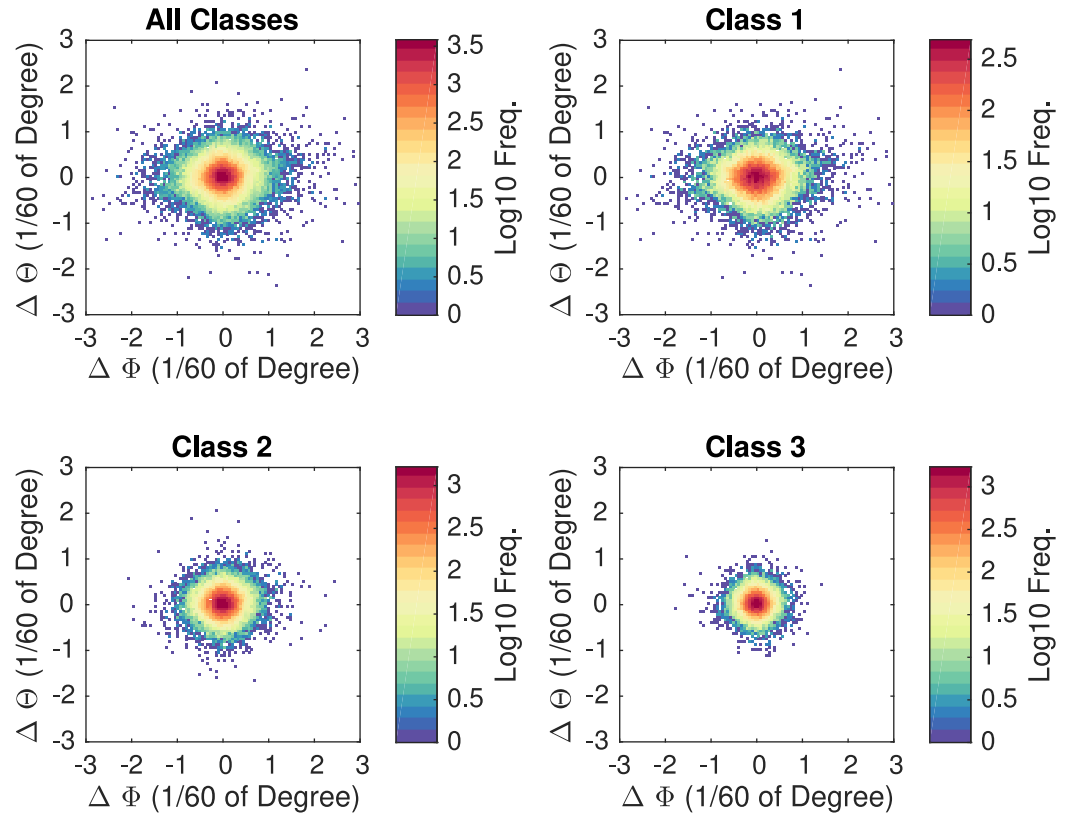 All Classes
3
2
1
0
-1
-2
-3
Δ Θ (1/60 of Degree)
-3 -2 -1 0 1 2 3
Δ Φ (1/60 of Degree)
3.5
3
2.5
2
1.5
1
0.5
0
Log10 Freq.
Class 1
3
2
1
0
-1
-2
-3
Δ Θ (1/60 of Degree)
-3 -2 -1 0 1 2 3
Δ Φ (1/60 of Degree)
2.5
2
1.5
1
0.5
0
Log10 Freq.
Class 2
3
2
1
0
-1
-2
-3
Δ Θ (1/60 of Degree)
-3 -2 -1 0 1 2 3
Δ Φ (1/60 of Degree)
3
2.5
2
1.5
1
0.5
0
Log10 Freq.
Class 3
3
2
1
0
-1
-2
-3
Δ Θ (1/60 of Degree)
-3 -2 -1 0 1 2 3
Δ Φ (1/60 of Degree)
3
2.5
2
1.5
1
0.5
0
Log10 Freq.